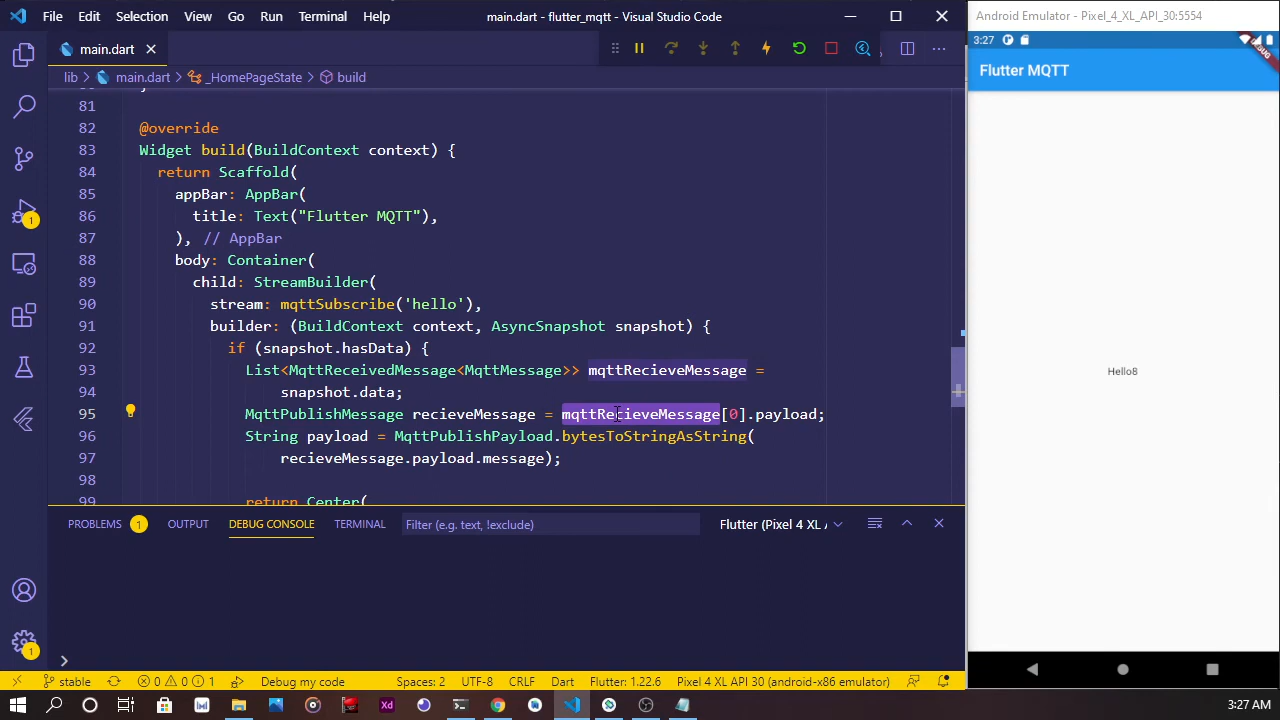 File Edit Selection View Go Run Terminal Help main.dart - flutter_mqtt - Visual Studio Code
Android Emulator - Pixel_4_XL_API_30:5554
main.dart
3:27
DEBUG
Flutter MQTT
lib > main.dart > _HomePageState > build
81
82 @override
83 Widget build(BuildContext context) {
84 return Scaffold(
85 appBar: AppBar(
86 title: Text("Flutter MQTT"),
87 ), // AppBar
88 body: Container(
89 child: StreamBuilder(
90 stream: mqttSubscribe('hello'),
91 builder: (BuildContext context, AsyncSnapshot snapshot) {
92 if (snapshot.hasData) {
93 List<MqttReceivedMessage<MqttMessage>> mqttRecieveMessage =
94 snapshot.data;
95 MqttPublishMessage recieveMessage = mqttRecieveMessage[0].payload;
96 String payload = MqttPublishPayload.bytesToStringAsString(
97 recieveMessage.payload.message);
98
99 return Center(
Hello8
1
1
1
PROBLEMS 1 OUTPUT DEBUG CONSOLE TERMINAL Filter (e.g. text, !exclude) Flutter (Pixel 4 XL
stable 0 0 1 Debug my code Spaces: 2 UTF-8 CRLF Dart Flutter: 1.22.6 Pixel 4 XL API 30 (android-x86 emulator)
Xd
3:27 AM